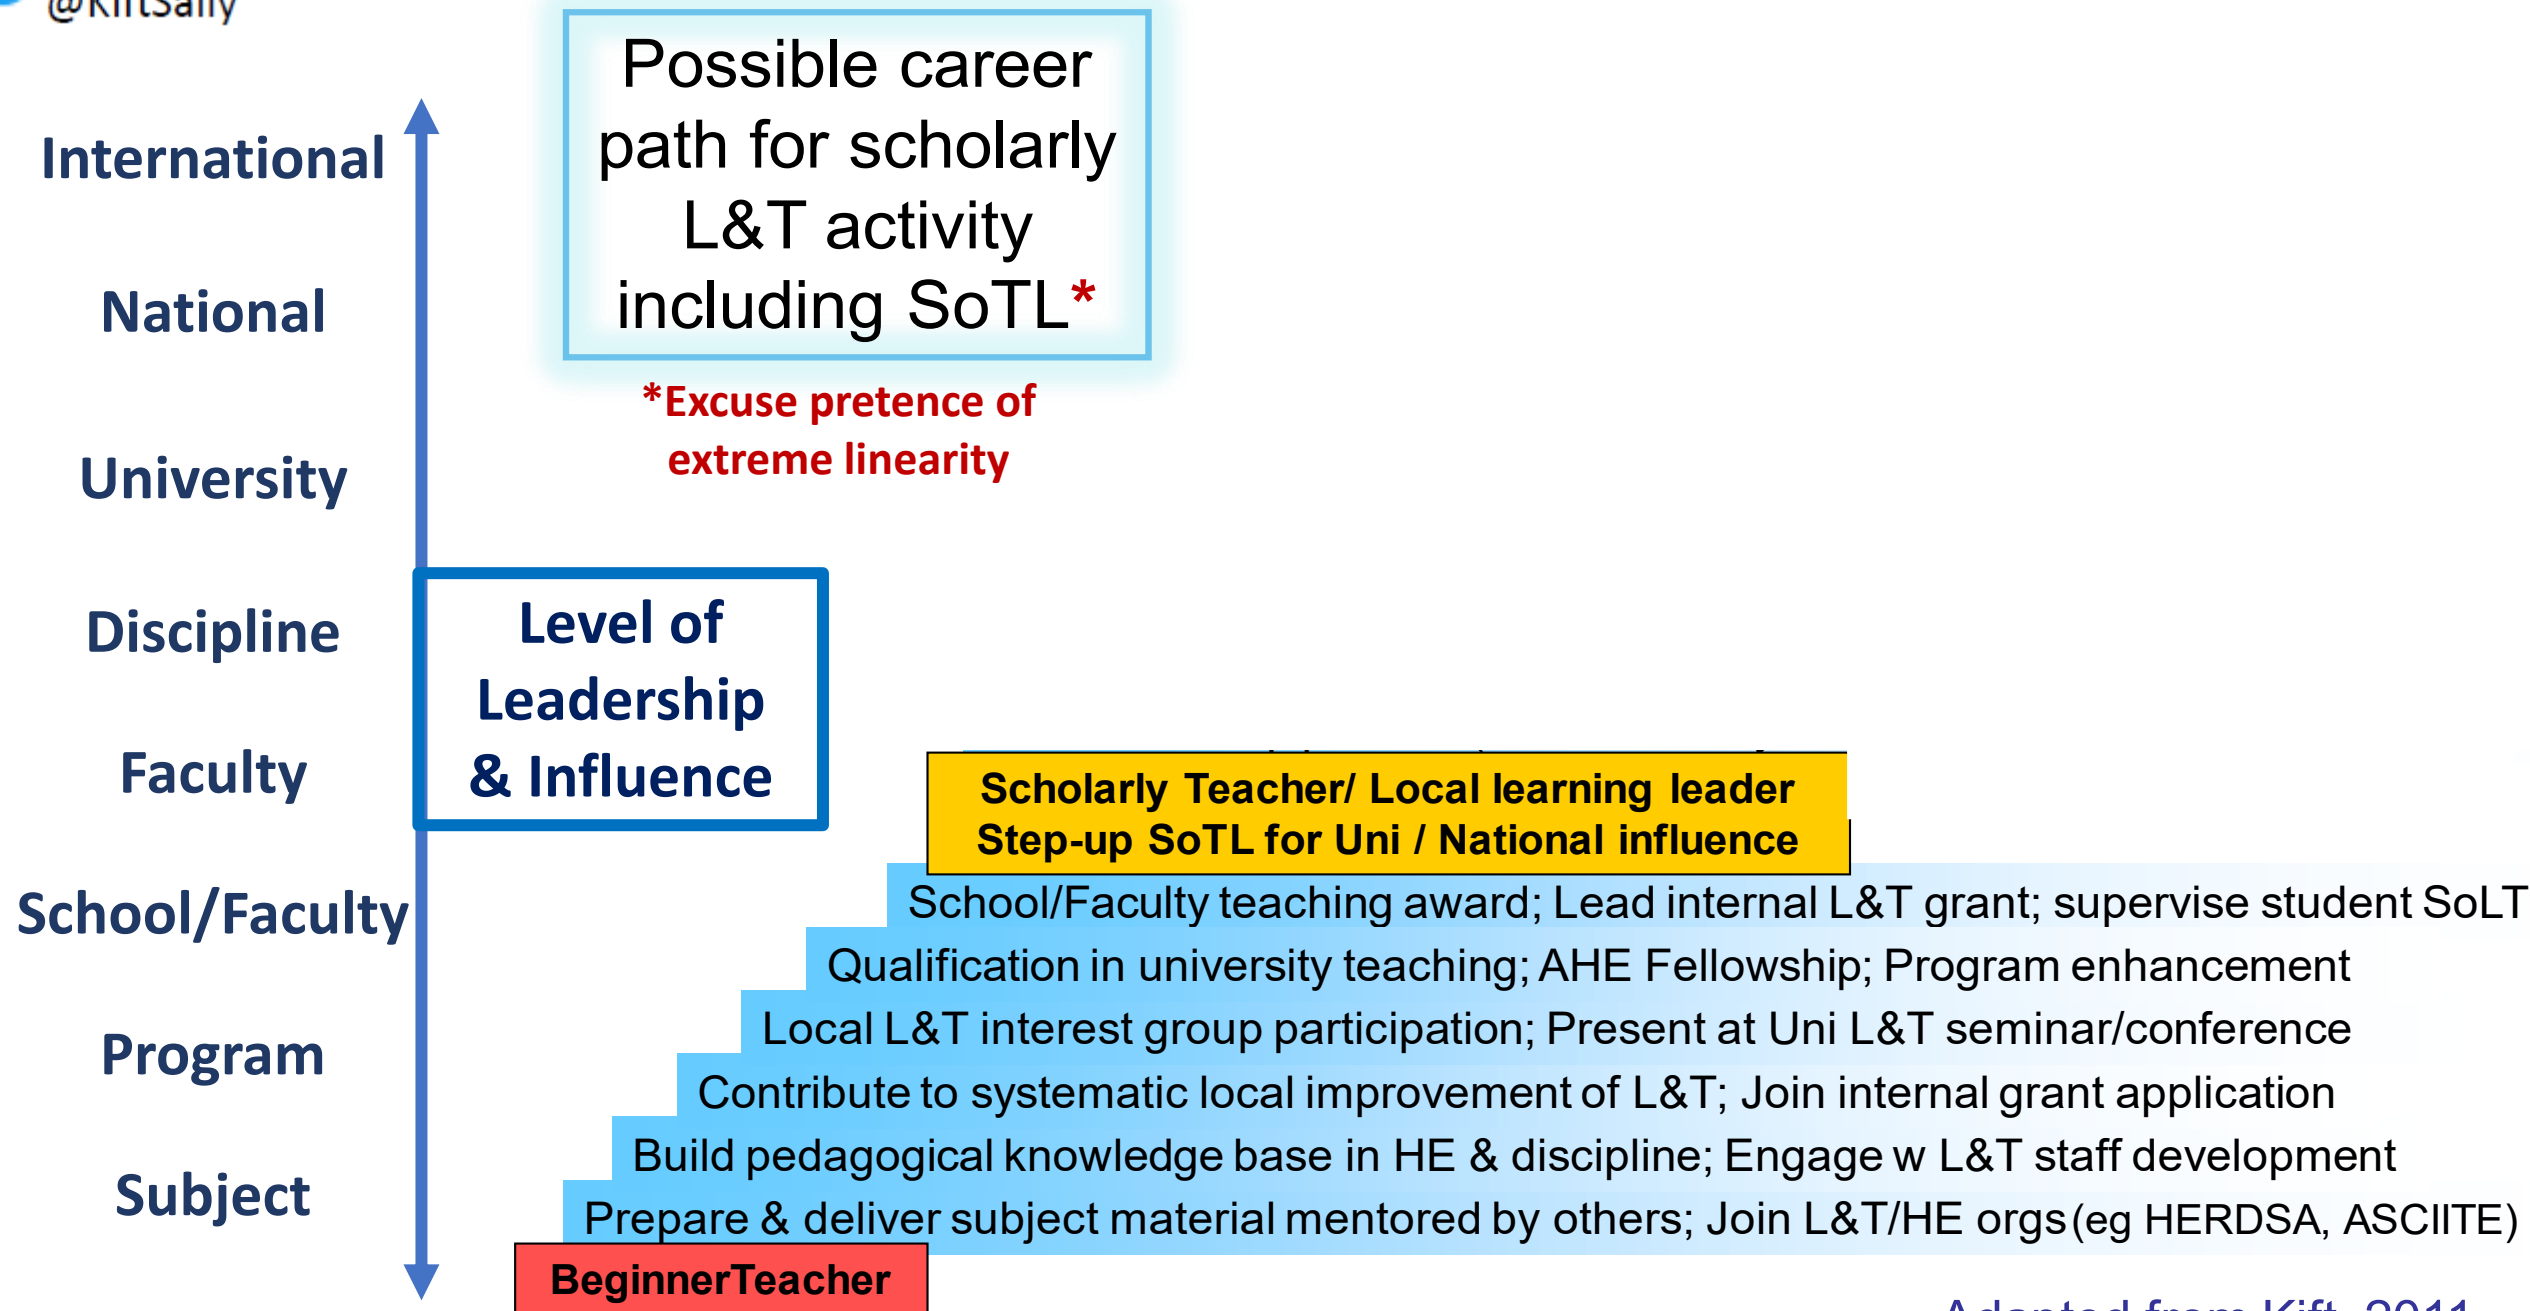 @KiftSally
Possible career
path for scholarly
L&T activity
including SoTL*
*Excuse pretence of
extreme linearity
International
National
University
Discipline
Faculty
School/Faculty
Program
Subject
Level of
Leadership
& Influence
Scholarly Teacher/ Local learning leader
Step-up SoTL for Uni / National influence
School/Faculty teaching award; Lead internal L&T grant; supervise student SoLT
Qualification in university teaching; AHE Fellowship; Program enhancement
Local L&T interest group participation; Present at Uni L&T seminar/conference
Contribute to systematic local improvement of L&T; Join internal grant application
Build pedagogical knowledge base in HE & discipline; Engage w L&T staff development
Prepare & deliver subject material mentored by others; Join L&T/HE orgs (eg HERDSA, ASCIITE)
BeginnerTeacher
Adapted from Kift, 2011